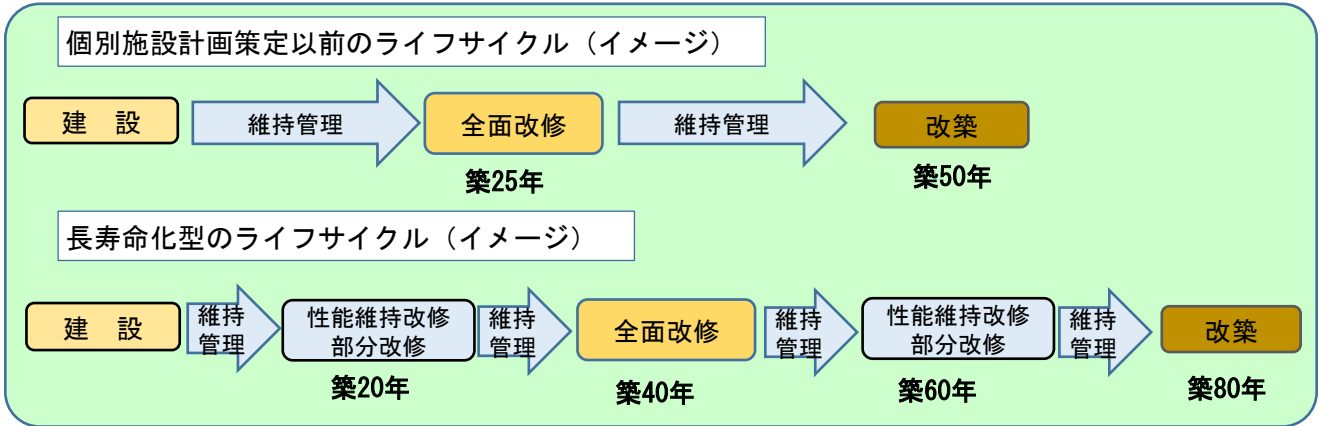 個別施設計画策定以前のライフサイクル（イメージ）
建　設
維持管理
全面改修
維持管理
改築
築25年
築50年
長寿命化型のライフサイクル（イメージ）
建　設
維持
管理
性能維持改修
部分改修
維持
管理
全面改修
維持
管理
性能維持改修
部分改修
維持
管理
改築
築20年
築40年
築60年
築80年